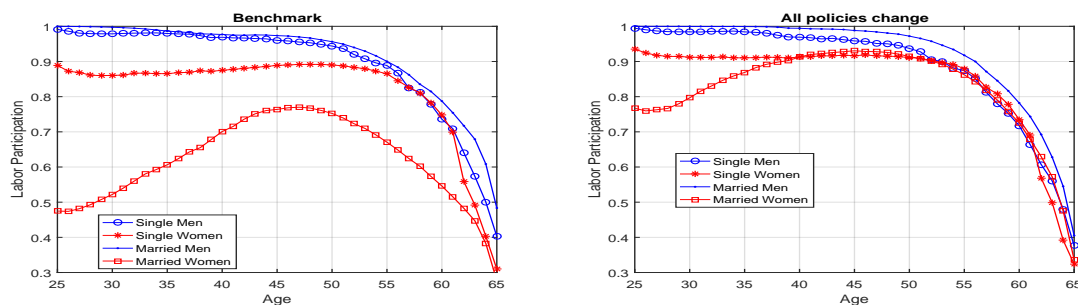 Benchmark
Labor Participation
1
0.9
0.8
0.7
0.6
0.5
0.4
0.3
Single Men
Single Women
Married Men
Married Women
25 30 35 40 45 50 55 60 65
Age
All policies change
Labor Participation
1
0.9
0.8
0.7
0.6
0.5
0.4
0.3
Single Men
Single Women
Married Men
Married Women
25 30 35 40 45 50 55 60 65
Age